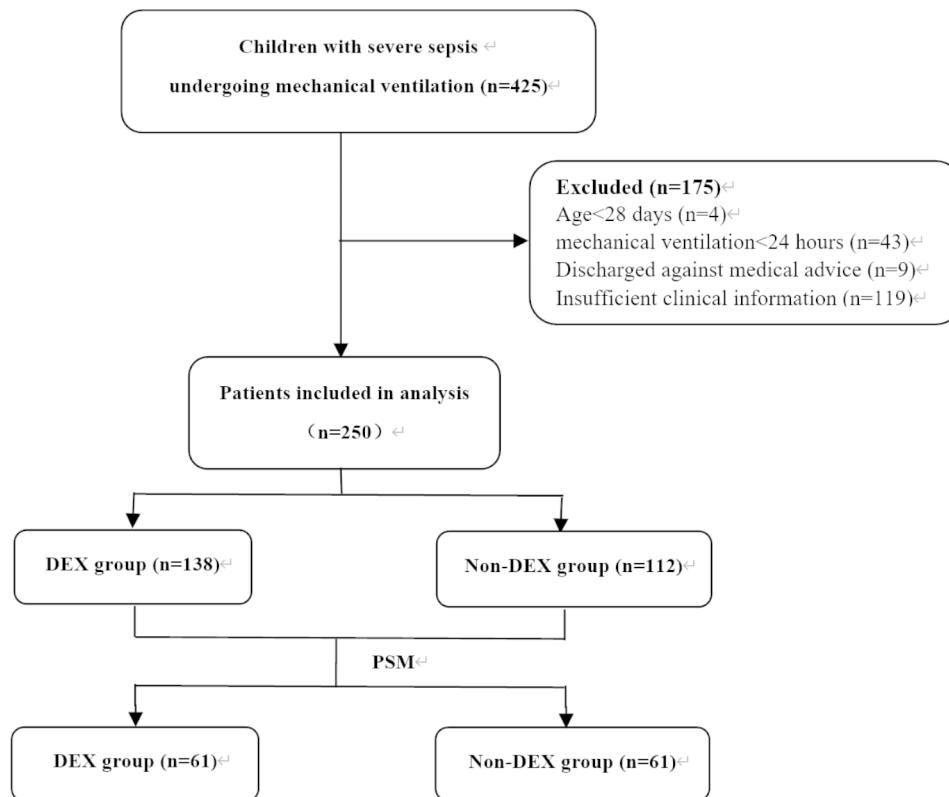 Children with severe sepsis ↵
undergoing mechanical ventilation (n=425)↵
Excluded (n=175)↵
Age<28 days (n=4)↵
mechanical ventilation<24 hours (n=43)↵
Discharged against medical advice (n=9)↵
Insufficient clinical information (n=119)↵
Patients included in analysis
（n=250）↵
DEX group (n=138)↵
Non-DEX group (n=112)↵
PSM↵
DEX group (n=61)↵
Non-DEX group (n=61)↵